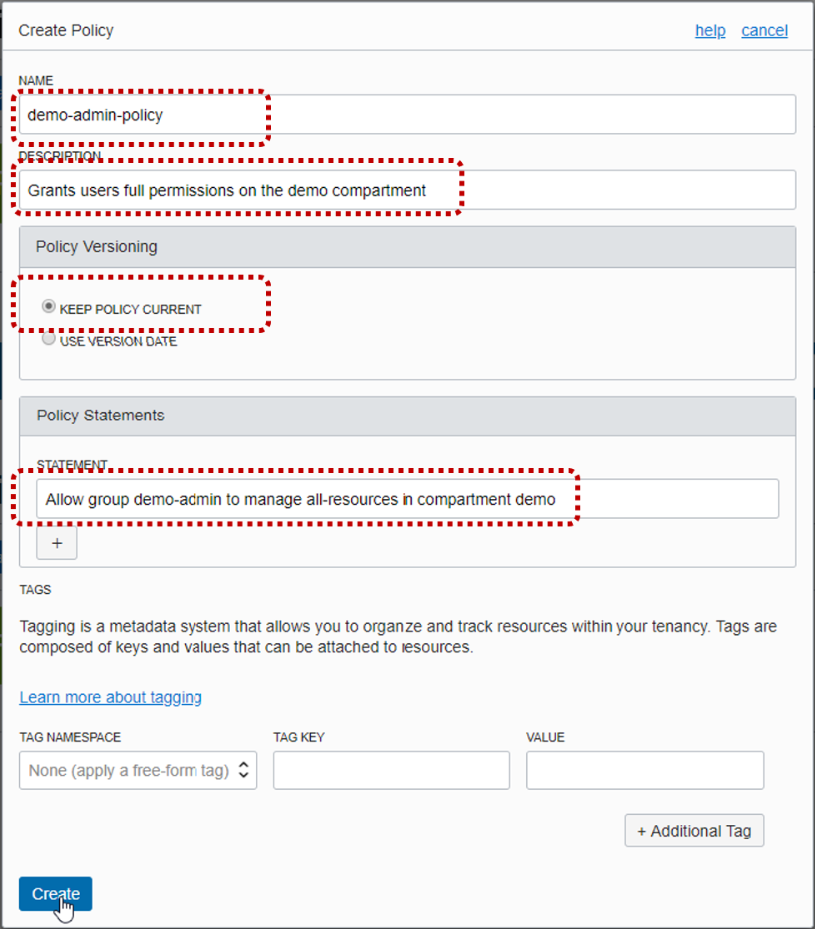 Create Policy help cancel
NAME
demo-admin-policy
DESCRIPTION
Grants users full permissions on the demo compartment
Policy Versioning
KEEP POLICY CURRENT
USE VERSION DATE
Policy Statements
STATEMENT
Allow group demo-admin to manage all-resources in compartment demo
+
TAGS
Tagging is a metadata system that allows you to organze and track resources within your tenancy. Tags are
composed of keys and values that can be attached to resources.
Learn more about tagging
TAG NAMESPACE TAG KEY VALUE
None (apply a free-form tag)
+ Additional Tag
Create